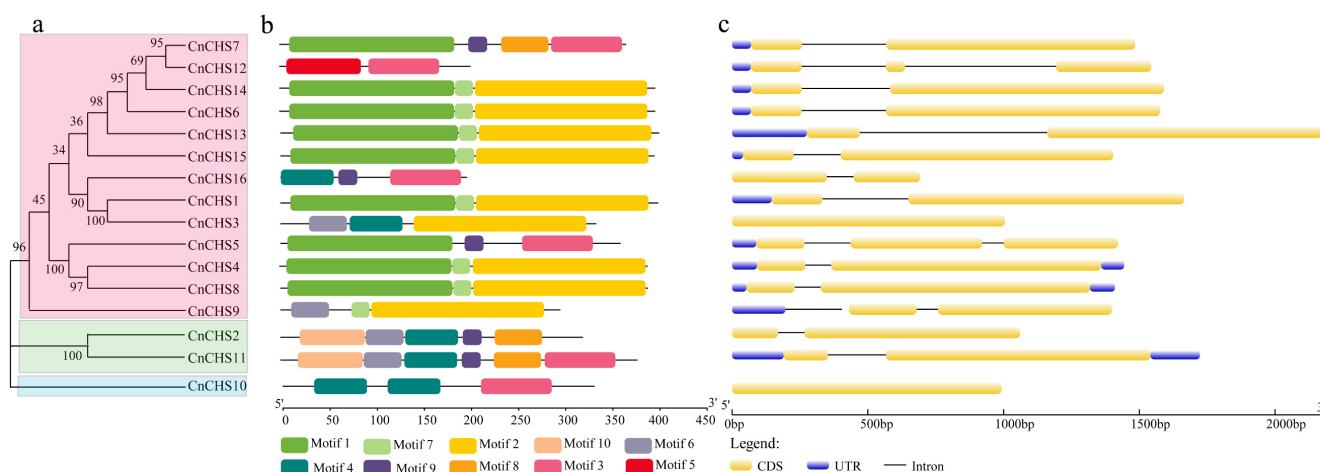 a
b
c
95
CnCHS7
CnCHS12
69
CnCHS14
95
CnCHS6
98
CnCHS13
36
CnCHS15
34
CnCHS16
90
CnCHS1
45
100
CnCHS3
CnCHS5
96
100
CnCHS4
97
CnCHS8
CnCHS9
CnCHS2
100
CnCHS11
CnCHS10
5' 3'
0 50 100 150 200 250 300 350 400 450
Motif 1 Motif 7 Motif 2 Motif 10 Motif 6
Motif 4 Motif 9 Motif 8 Motif 3 Motif 5
5'
0bp 500bp 1000bp 1500bp 2000bp
Legend:
CDS UTR Intron